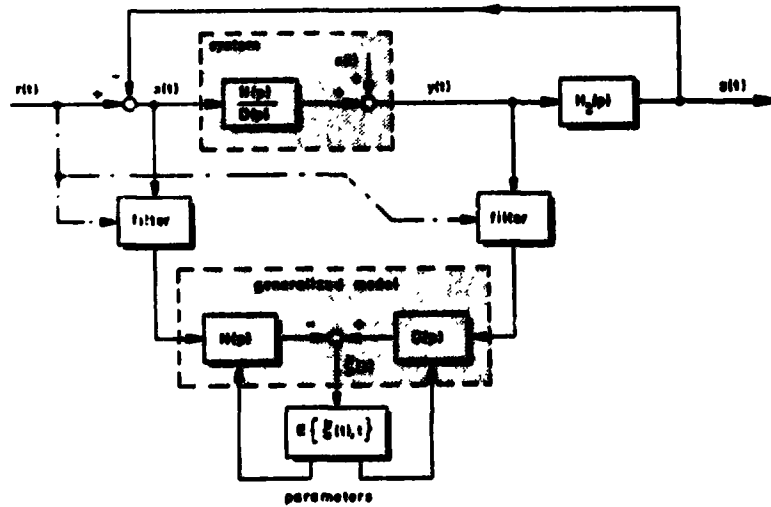 system
r(t)
+
-
s(t)
N(p)
D(p)
+
+
y(t)
H₂(p)
g(t)
filter
filter
generalized model
N(p)
-
+
D(p)
parameters